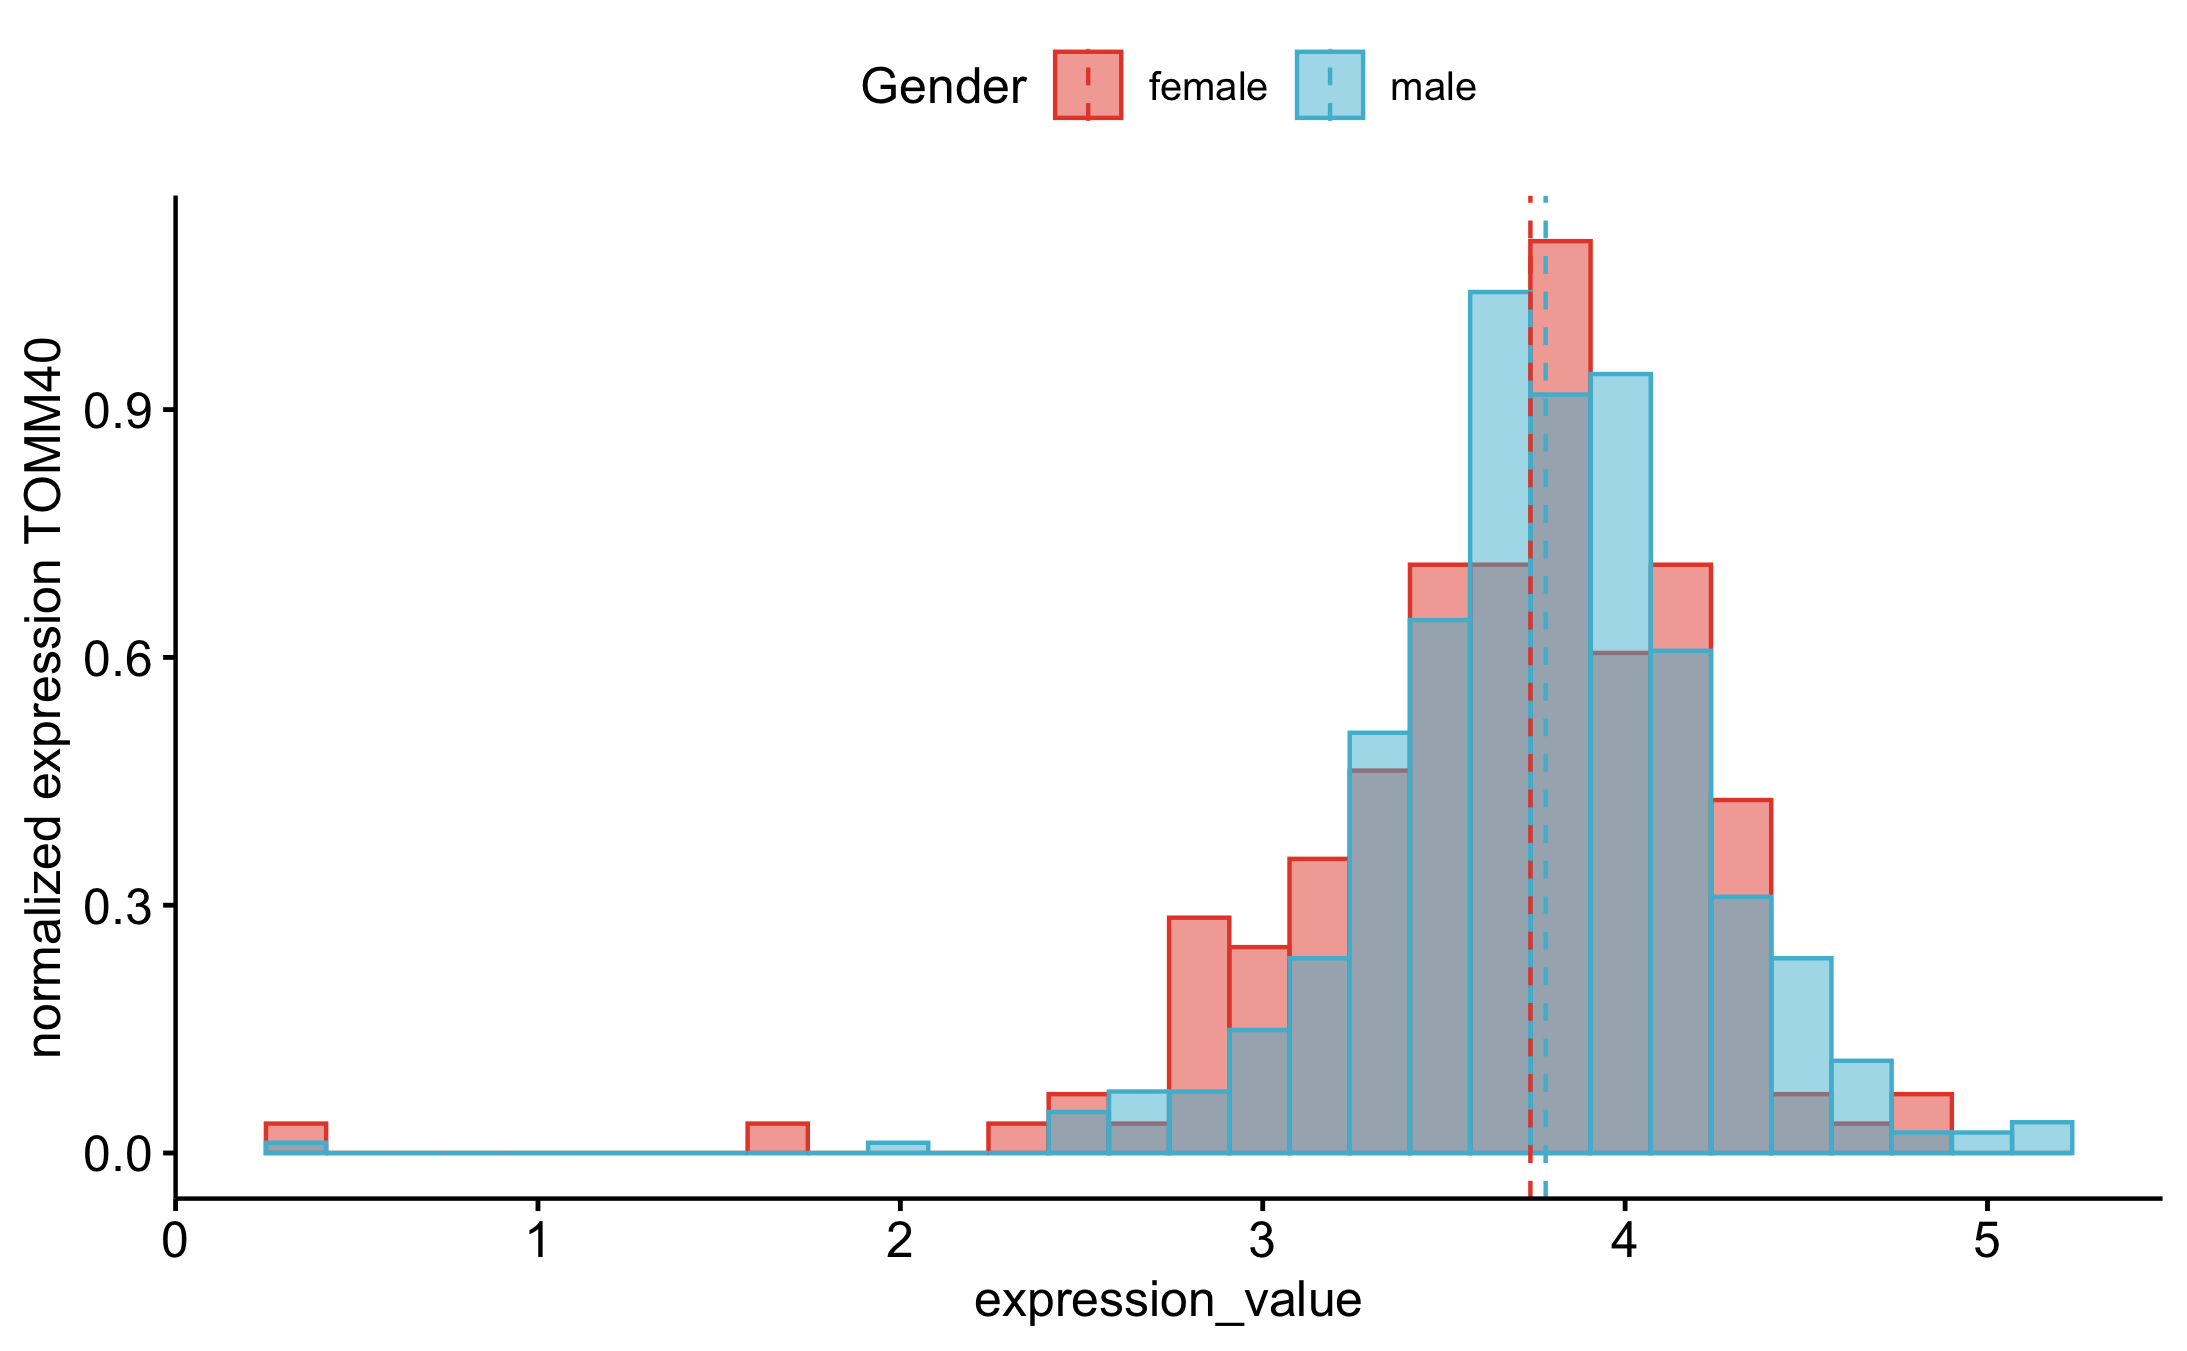 Gender female male
normalized expression TOMM40
0.9
0.6
0.3
0.0
0 1 2 3 4 5
expression_value